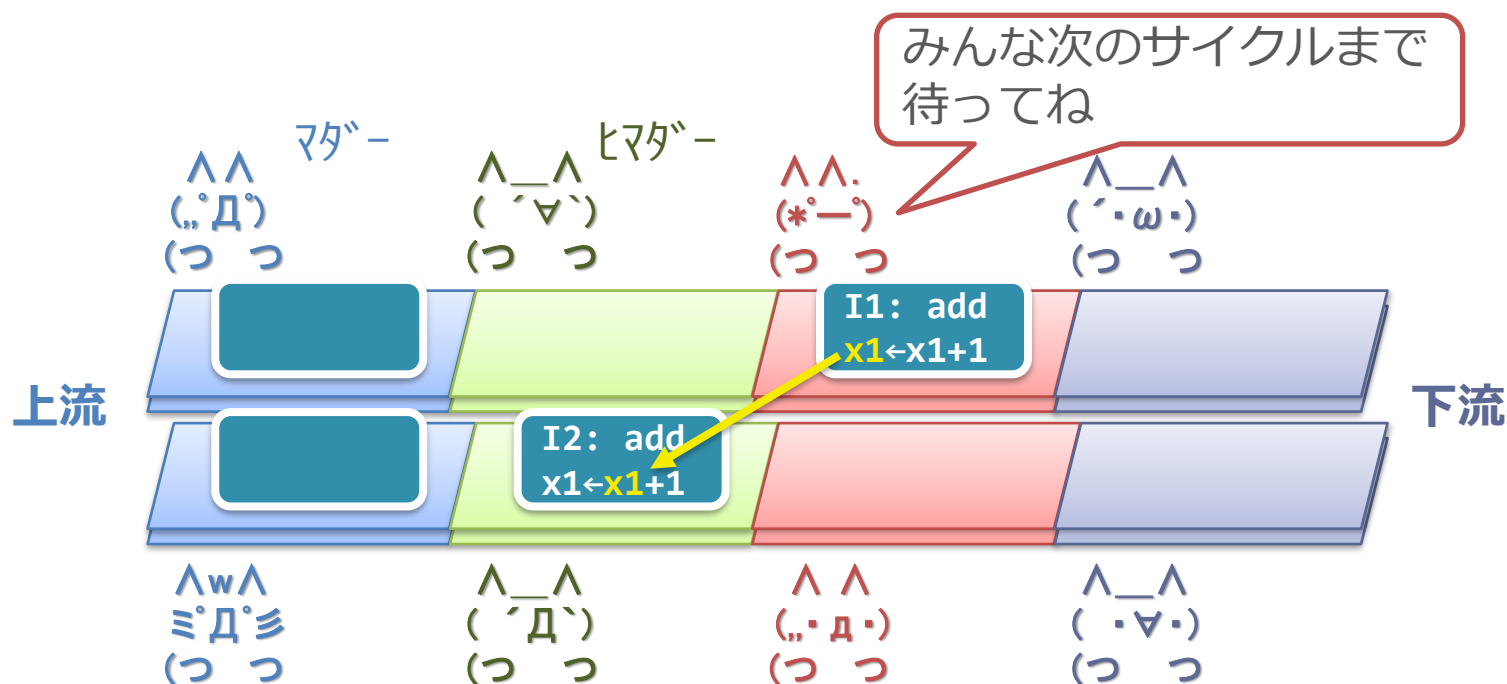 みんな次のサイクルまで
待ってね
ﾏﾀﾞｰ
ﾋﾏﾀﾞｰ
∧∧
(,,ﾟДﾟ)
(つ　つ
∧＿∧
( ´∀`)
(つ　つ
∧∧.
(*ﾟーﾟ)
(つ　つ
∧＿∧
(´･ω･)
(つ　つ
I1: add
x1←x1+1
上流
下流
I2: add
x1←x1+1
∧w∧
ミﾟДﾟ彡
(つ　つ
∧＿∧
( ´Д`)
(つ　つ
∧ ∧
(,,･д･)
(つ　つ
∧＿∧
( ･∀･)
(つ　つ